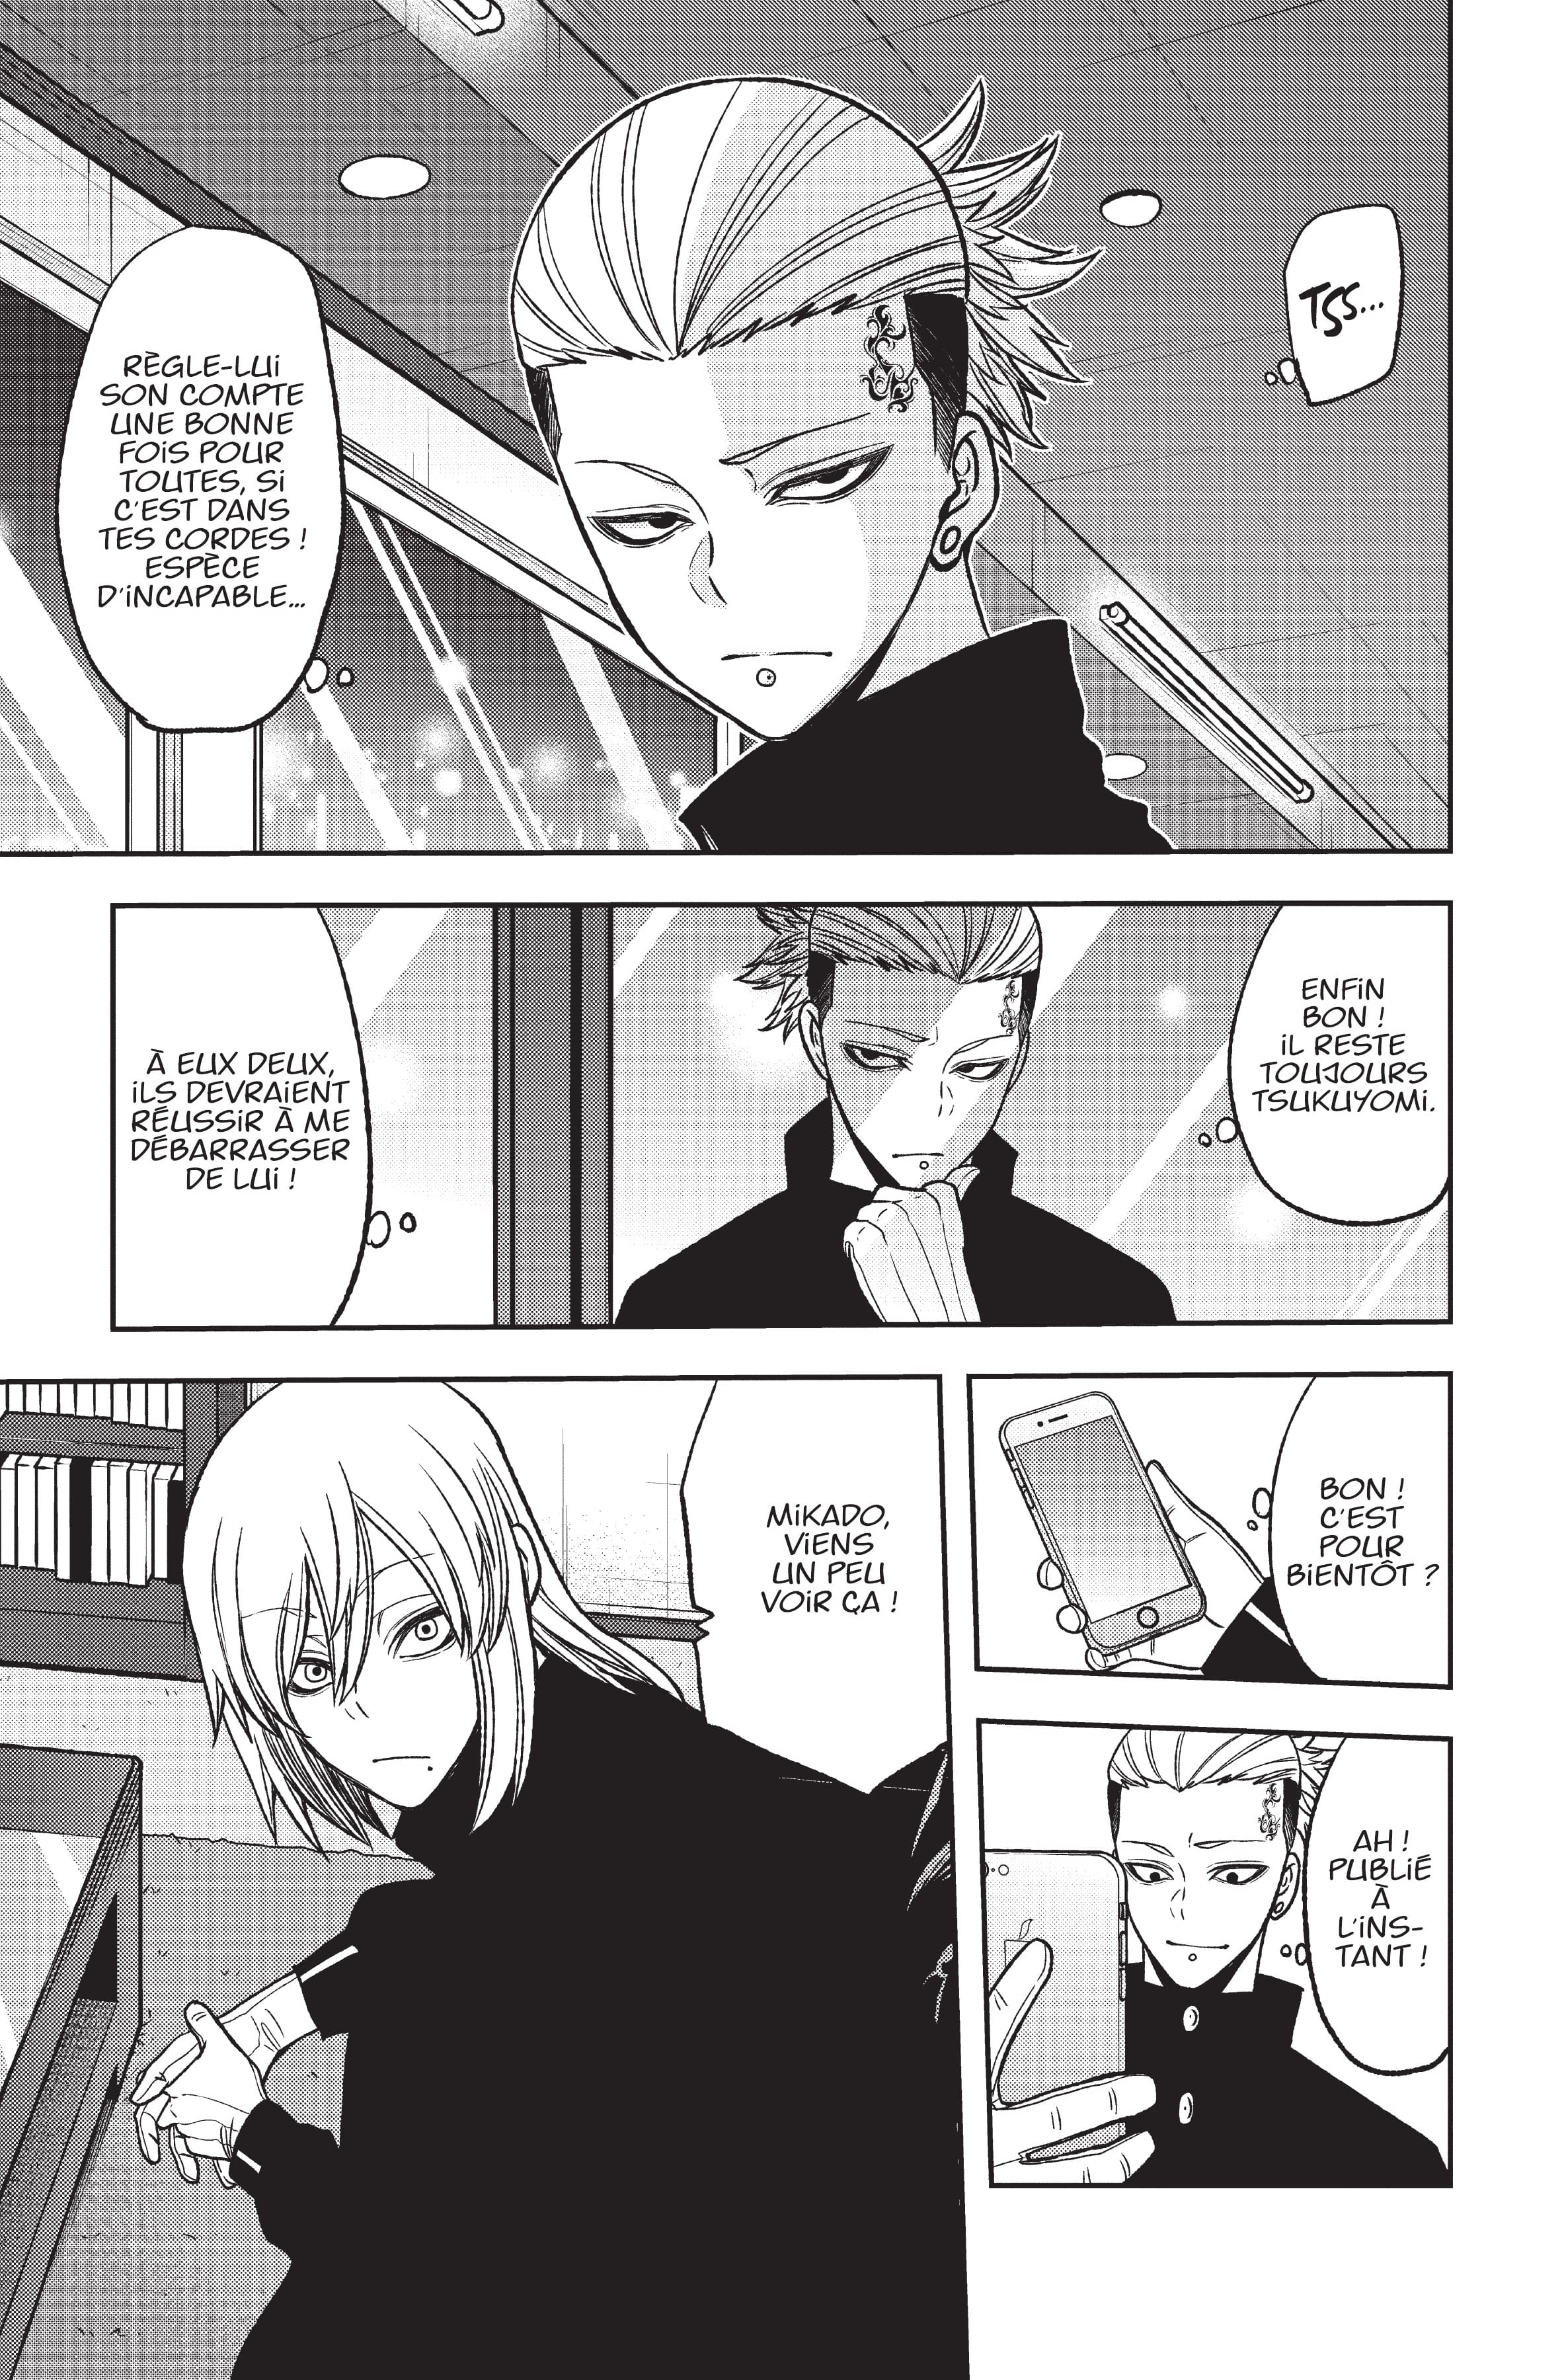 TSS...
RÈGLE-LUI
SON COMPTE
UNE BONNE
FOIS POUR
TOUTES, SI
C'EST DANS
TES CORDES !
ESPÈCE
D'INCAPABLE...
ENFIN
BON !
IL RESTE
TOUJOURS
TSUKUYOMI.
À EUX DEUX,
ILS DEVRAIENT
RÉUSSIR À ME
DÉBARRASSER
DE LUI !
BON !
C'EST
POUR
BIENTÔT ?
AH !
PUBLIÉ
À
L'INS-
TANT !
MIKADO,
VIENS
UN PEU
VOIR ÇA !